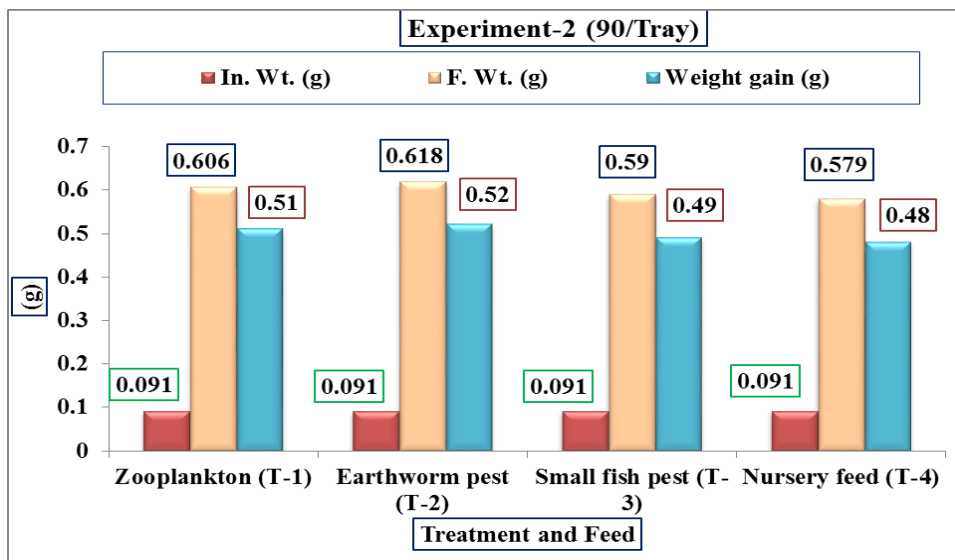 Experiment-2 (90/Tray)
In. Wt. (g) F. Wt. (g) Weight gain (g)
0.7
0.6
0.5
0.4
0.3
0.2
0.1
0
(g)
0.091
0.606
0.51
0.091
0.618
0.52
0.091
0.59
0.49
0.091
0.579
0.48
Zooplankton (T-1)
Earthworm pest
(T-2)
Small fish pest (T-
3)
Nursery feed (T-4)
Treatment and Feed